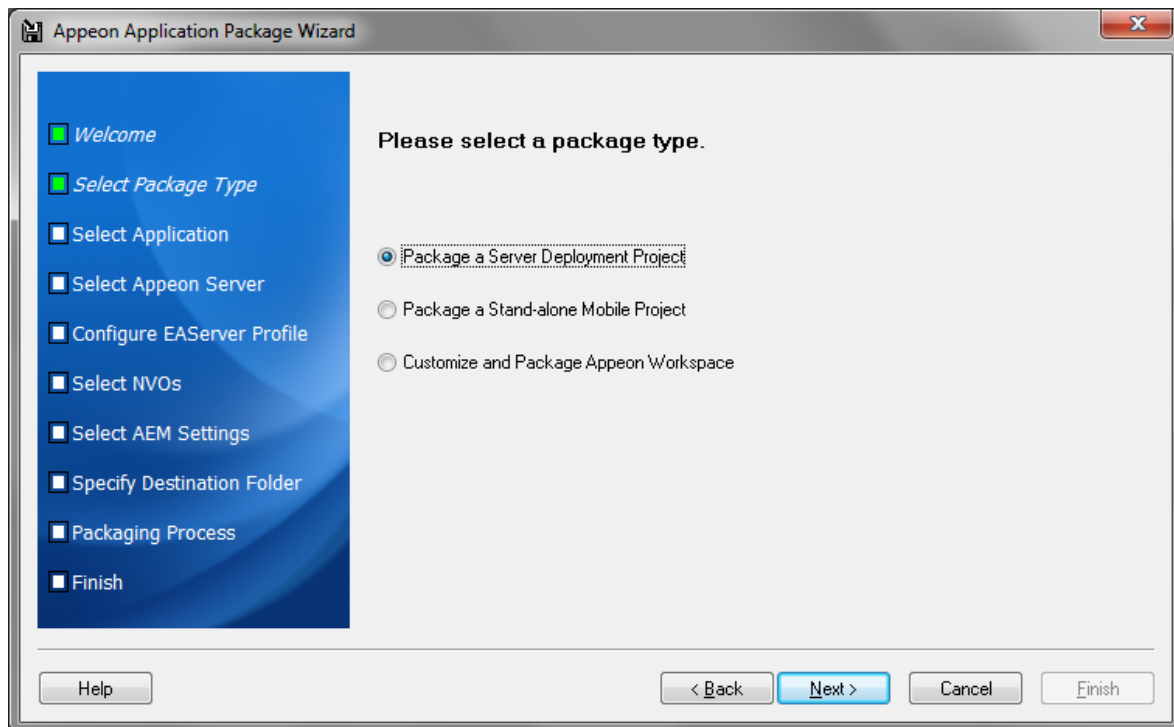 Appeon Application Package Wizard
Welcome
Select Package Type
Select Application
Select Appeon Server
Configure EAServer Profile
Select NVOs
Select AEM Settings
Specify Destination Folder
Packaging Process
Finish
Please select a package type.
Package a Server Deployment Project
Package a Stand-alone Mobile Project
Customize and Package Appeon Workspace
Help
< Back
Next >
Cancel
Finish